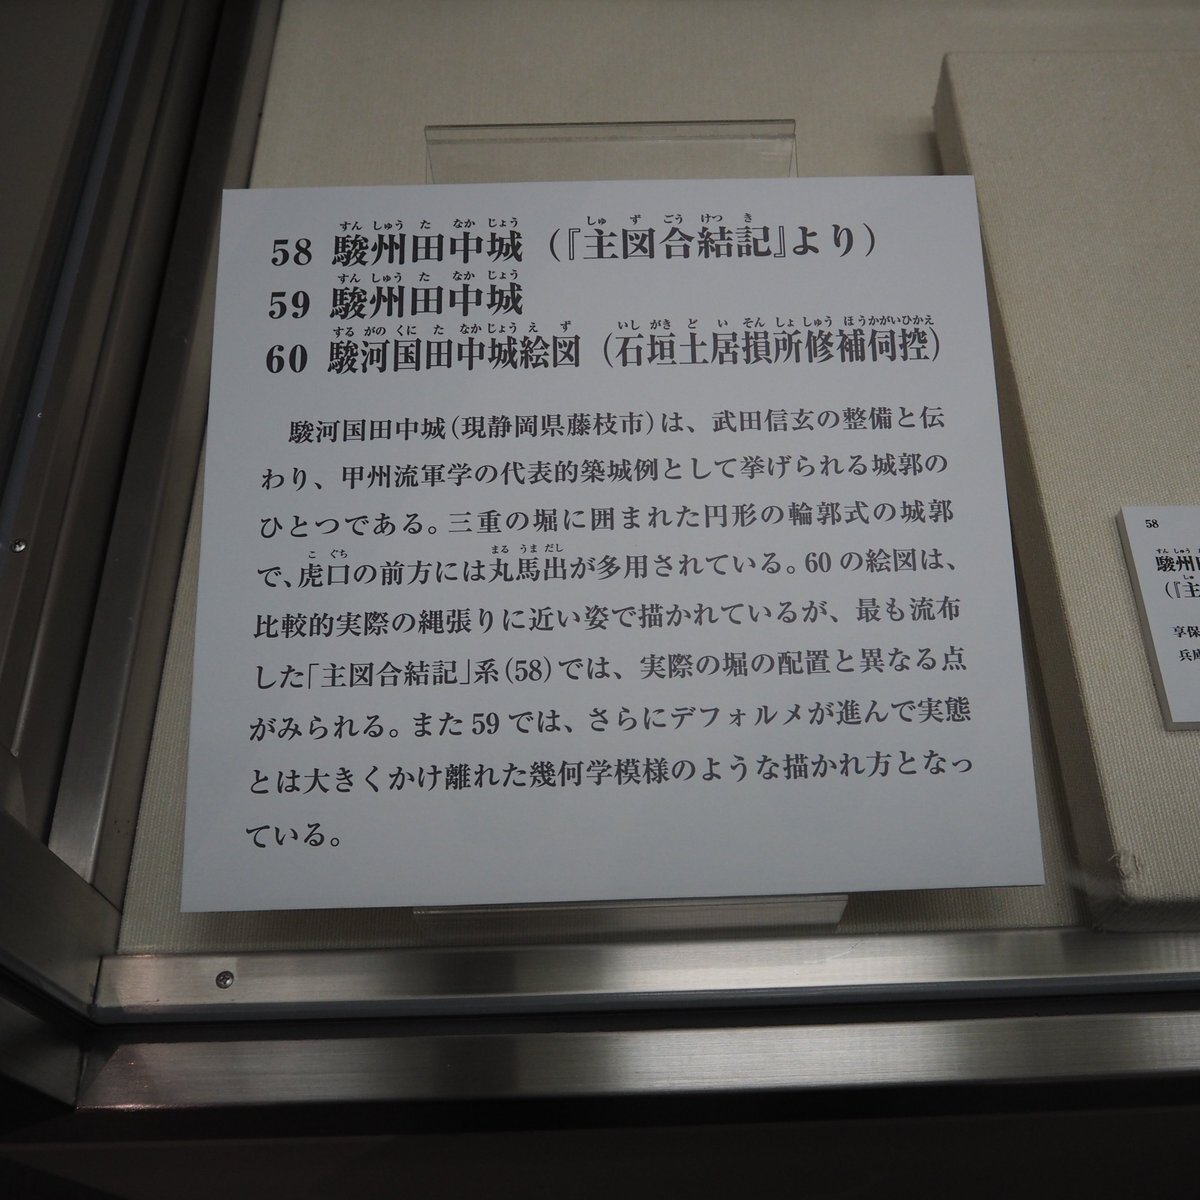 58 駿州田中城（『主図合結記』より）
59 駿州田中城
60 駿河国田中城絵図（石垣土居損所修補伺控）
駿河国田中城（現静岡県藤枝市）は、武田信玄の整備と伝
わり、甲州流軍学の代表的築城例として挙げられる城郭の
ひとつである。三重の堀に囲まれた円形の輪郭式の城郭
で、虎口の前方には丸馬出が多用されている。60の絵図は、
比較的実際の縄張りに近い姿で描かれているが、最も流布
した「主図合結記」系（58）では、実際の堀の配置と異なる点
がみられる。また59では、さらにデフォルメが進んで実態
とは大きくかけ離れた幾何学模様のような描かれ方となっ
ている。
58
駿州
（『主
享保
兵庫